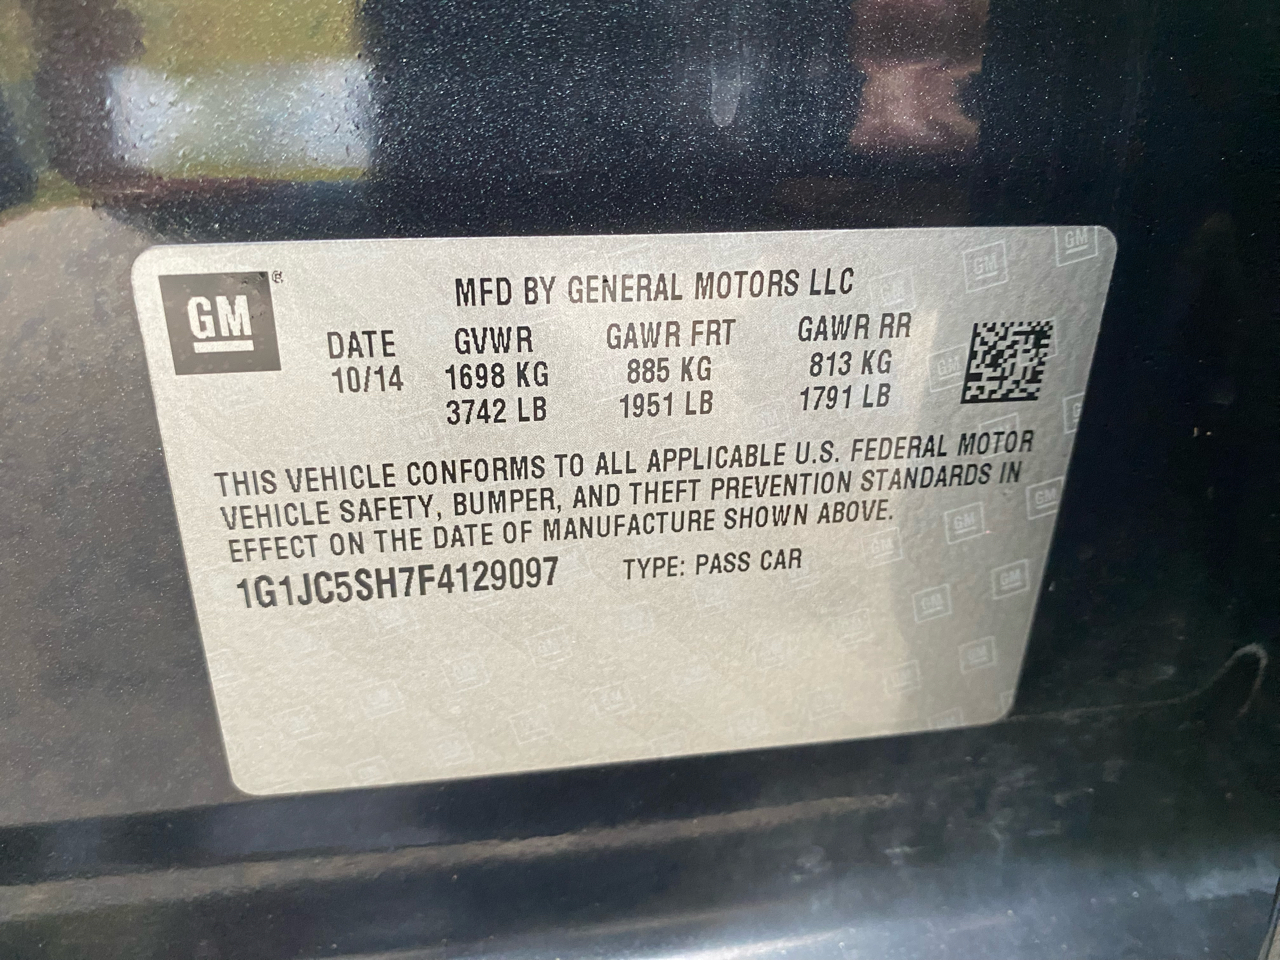 GM®
MFD BY GENERAL MOTORS LLC
DATE GVWR GAWR FRT GAWR RR
10/14 1698 KG 885 KG 813 KG
3742 LB 1951 LB 1791 LB
THIS VEHICLE CONFORMS TO ALL APPLICABLE U.S. FEDERAL MOTOR
VEHICLE SAFETY, BUMPER, AND THEFT PREVENTION STANDARDS IN
EFFECT ON THE DATE OF MANUFACTURE SHOWN ABOVE.
1G1JC5SH7F4129097 TYPE: PASS CAR